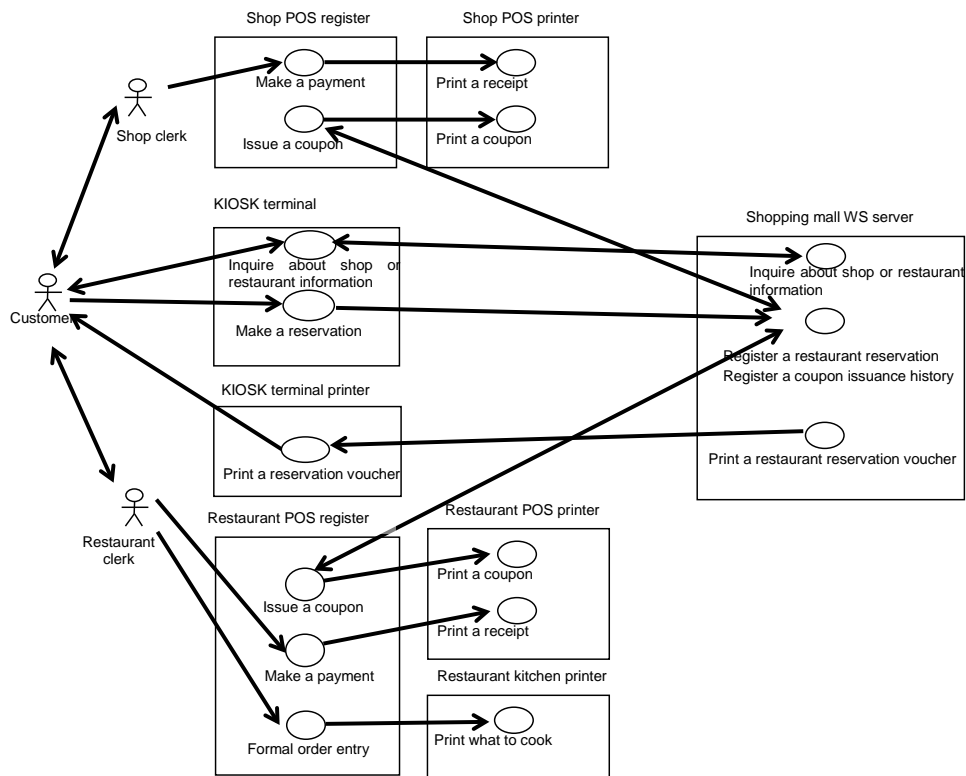 Shop POS register
Shop POS printer
Make a payment
Print a receipt
Shop clerk
Issue a coupon
Print a coupon
KIOSK terminal
Shopping mall WS server
Inquire about shop or
restaurant information
Inquire about shop or restaurant
information
Customer
Make a reservation
Register a restaurant reservation
Register a coupon issuance history
KIOSK terminal printer
Print a reservation voucher
Print a restaurant reservation voucher
Restaurant POS register
Restaurant POS printer
Restaurant
clerk
Issue a coupon
Print a coupon
Print a receipt
Make a payment
Restaurant kitchen printer
Formal order entry
Print what to cook